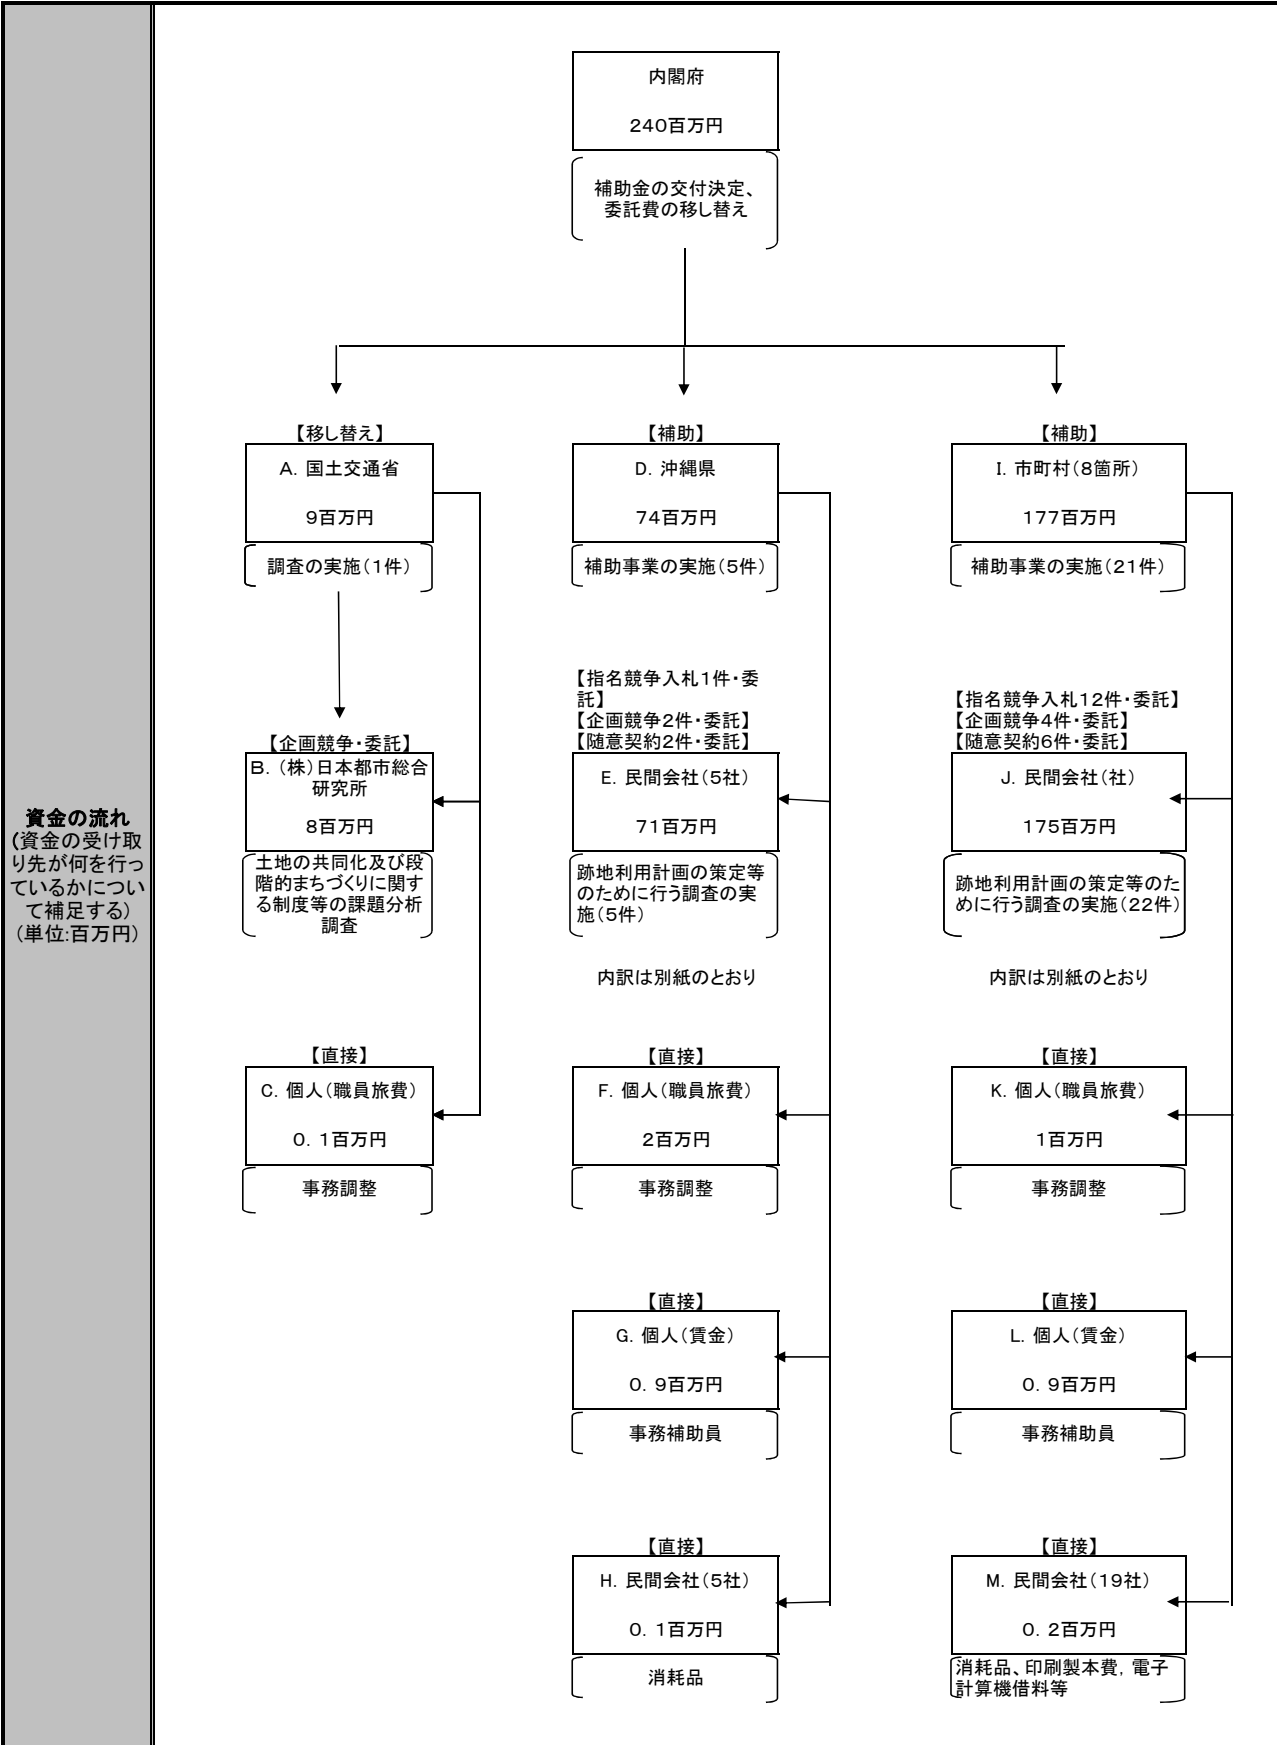 資金の流れ
(資金の受け取
り先が何を行っ
ているかについ
て補足する)
(単位:百万円)
内閣府
240百万円
補助金の交付決定、
委託費の移し替え
【移し替え】
A. 国土交通省
9百万円
調査の実施(1件)
【企画競争・委託】
B. (株)日本都市総合
研究所
8百万円
土地の共同化及び段
階的まちづくりに関す
る制度等の課題分析
調査
【直接】
C. 個人(職員旅費)
0. 1百万円
事務調整
【補助】
D. 沖縄県
74百万円
補助事業の実施(5件)
【指名競争入札1件・委
託】
【企画競争2件・委託】
【随意契約2件・委託】
E. 民間会社(5社)
71百万円
跡地利用計画の策定等
のために行う調査の実
施(5件)
内訳は別紙のとおり
【直接】
F. 個人(職員旅費)
2百万円
事務調整
【直接】
G. 個人(賃金)
0. 9百万円
事務補助員
【直接】
H. 民間会社(5社)
0. 1百万円
消耗品
【補助】
I. 市町村(8箇所)
177百万円
補助事業の実施(21件)
【指名競争入札12件・委託】
【企画競争4件・委託】
【随意契約6件・委託】
J. 民間会社(社)
175百万円
跡地利用計画の策定等のた
めに行う調査の実施(22件)
内訳は別紙のとおり
【直接】
K. 個人(職員旅費)
1百万円
事務調整
【直接】
L. 個人(賃金)
0. 9百万円
事務補助員
【直接】
M. 民間会社(19社)
0. 2百万円
消耗品、印刷製本費, 電子
計算機借料等